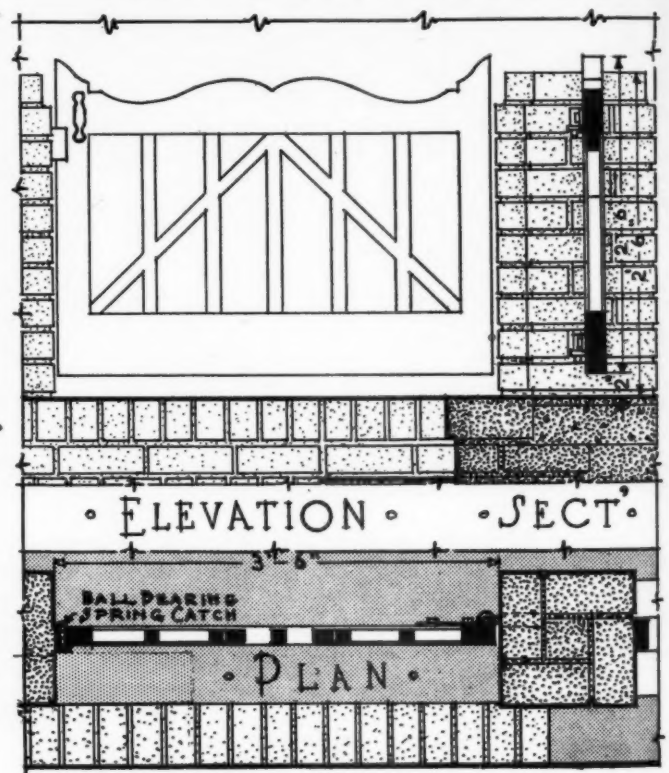 · ELEVATION · · SECT' ·
3'-6"
BALL BEARING
SPRING CATCH
· PLAN ·